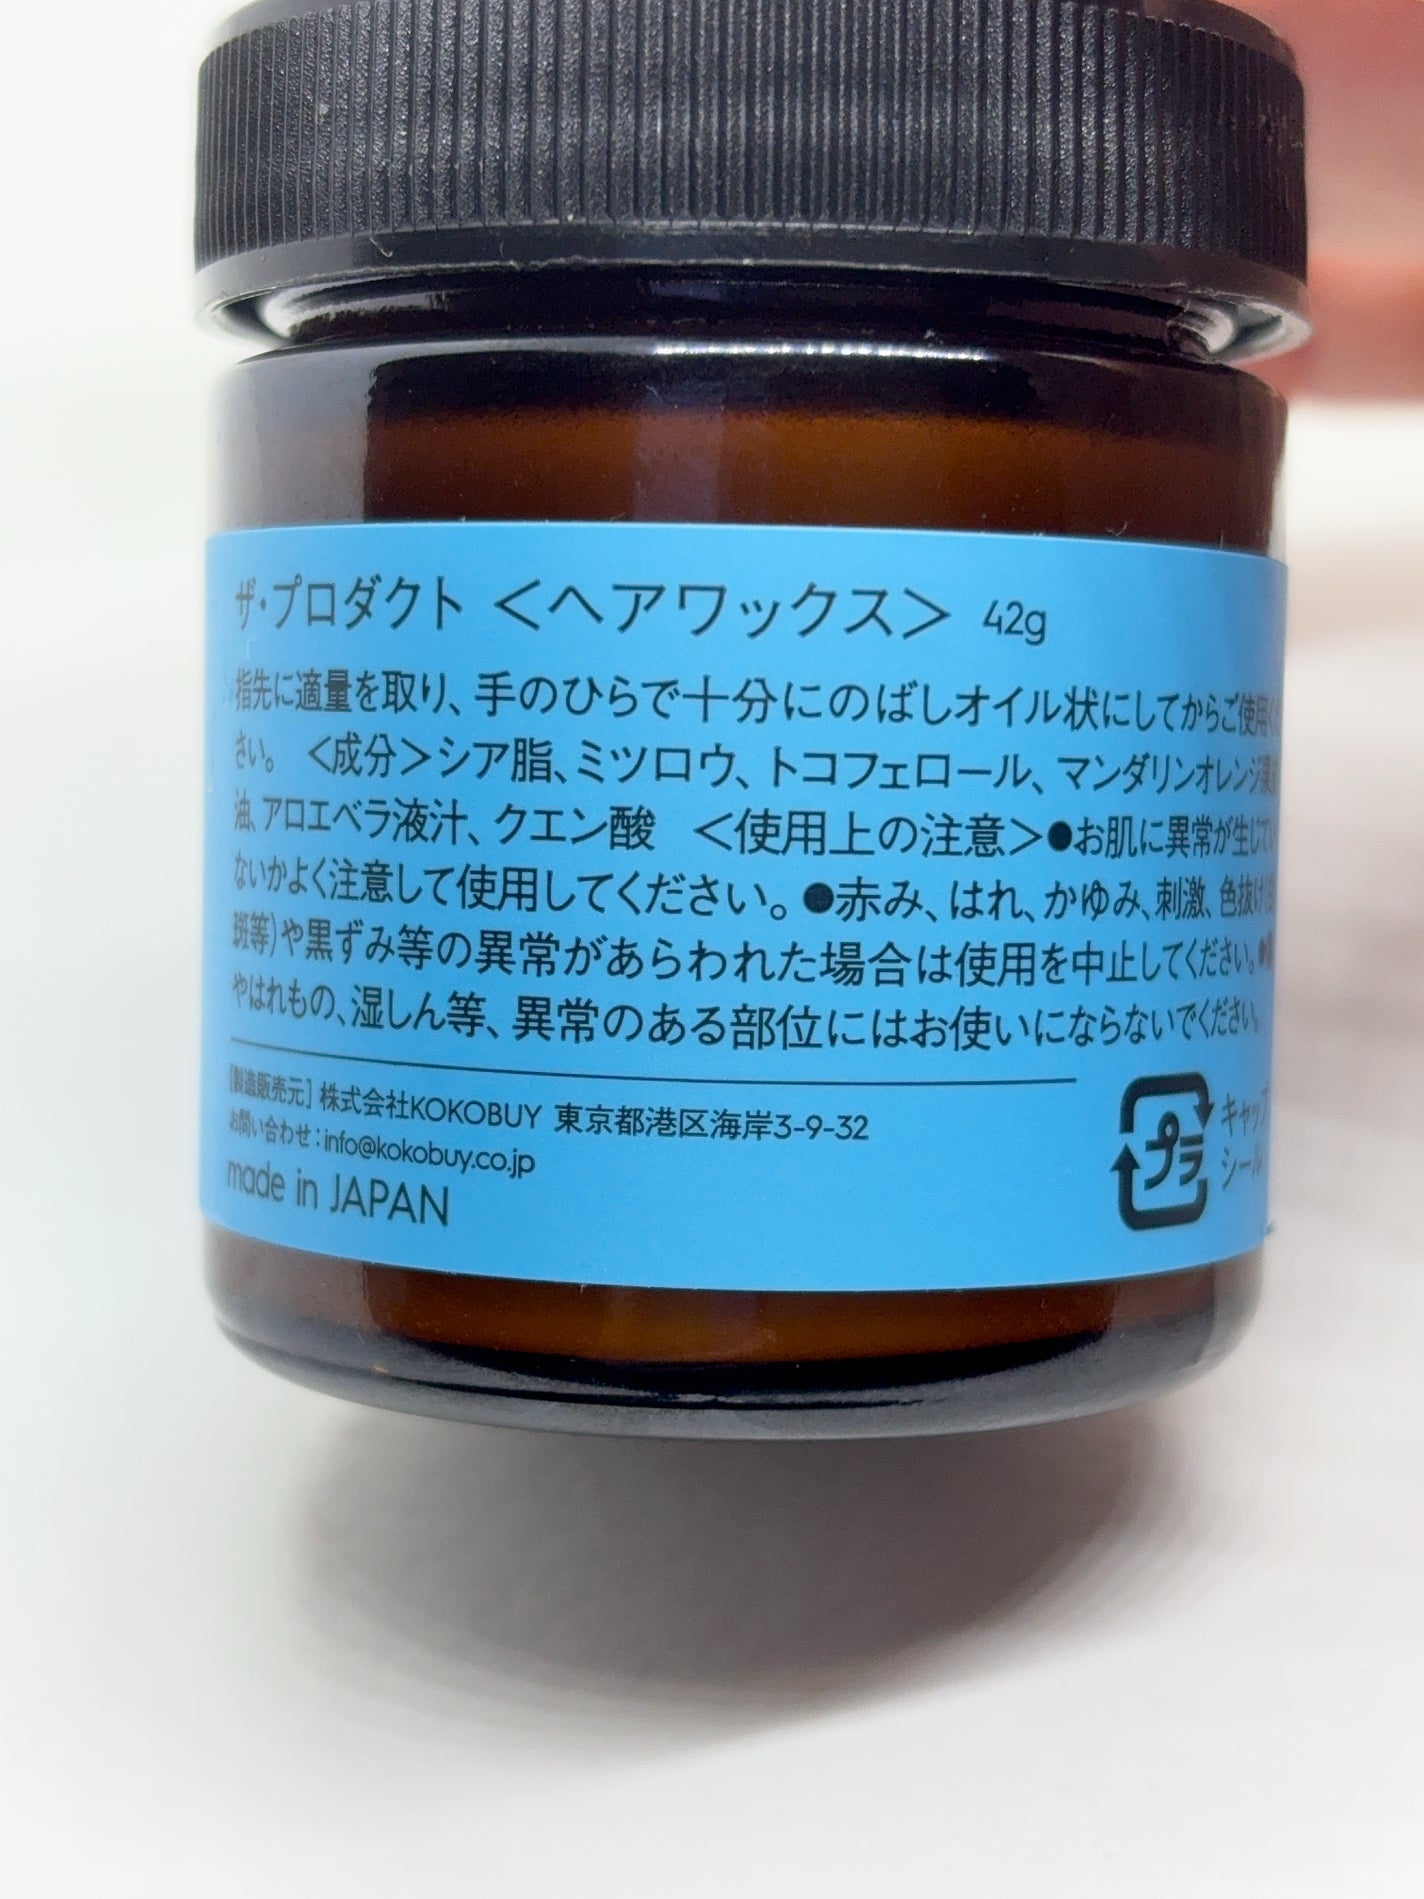 ザ・プロダクト ＜ヘアワックス＞ 42g
指先に適量を取り、手のひらで十分にのばしオイル状にしてからご使用くだ
さい。 ＜成分＞シア脂、ミツロウ、トコフェロール、マンダリンオレンジ果皮
油、アロエベラ液汁、クエン酸 ＜使用上の注意＞●お肌に異常が生じてい
ないかよく注意して使用してください。●赤み、はれ、かゆみ、刺激、色抜け(白
斑等)や黒ずみ等の異常があらわれた場合は使用を中止してください。●
やはれもの、湿しん等、異常のある部位にはお使いにならないでください。
[製造販売元] 株式会社KOKOBUY 東京都港区海岸3-9-32
お問い合わせ：info@kokobuy.co.jp
made in JAPAN
プラ
キャップ
シール